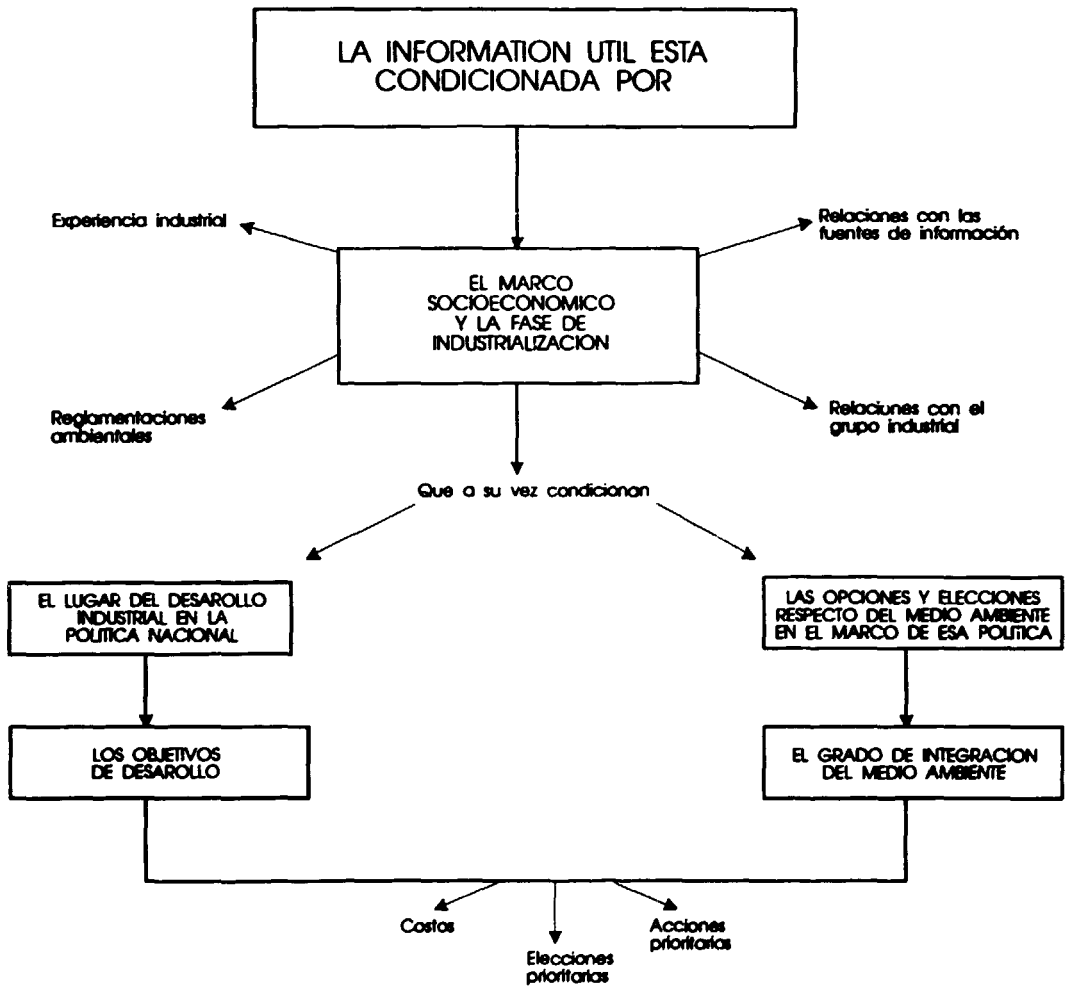 LA INFORMATION UTIL ESTÁ
CONDICIONADA POR
Experiencia industrial
Relaciones con las
fuentes de información
EL MARCO
SOCIOECONOMICO
Y LA FASE DE
INDUSTRIALIZACION
Reglamentaciones
ambientales
Relaciunes con el
grupo industrial
Que a su vez condicionan
EL LUGAR DEL DESAROLLO
INDUSTRIAL EN LA
POLITICA NACIONAL
LAS OPCIONES Y ELECCIONES
RESPECTO DEL MEDIO AMBIENTE
EN EL MARCO DE ESA POLITICA
LOS OBJETIVOS
DE DESAROLLO
EL GRADO DE INTEGRACION
DEL MEDIO AMBIENTE
Costos
Elecciones
prioritarias
Acciones
prioritarias